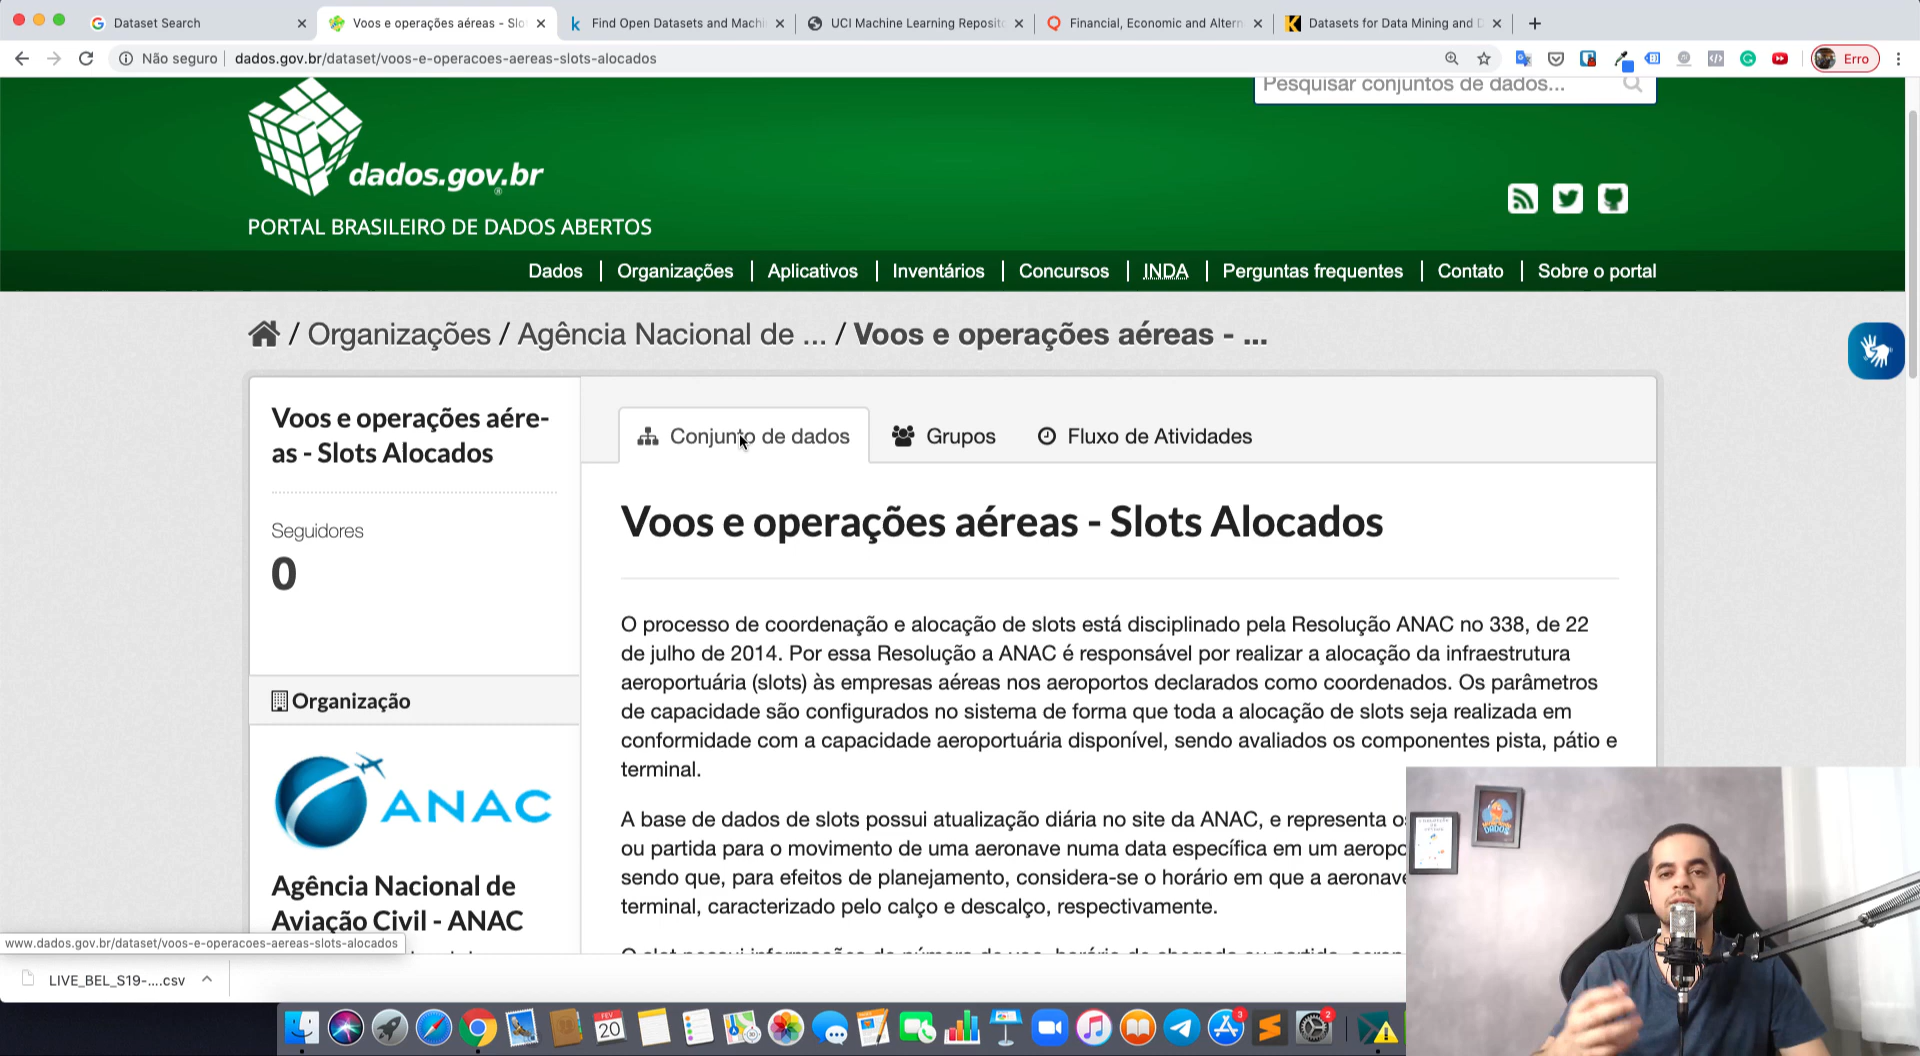 Dataset Search
Voos e operações aéreas - Slo
Find Open Datasets and Machi
UCI Machine Learning Reposito
Financial, Economic and Altern
Datasets for Data Mining and D
Não seguro
dados.gov.br/dataset/voos-e-operacoes-aereas-slots-alocados
Erro
Pesquisar conjuntos de dados...
dados.gov.br
PORTAL BRASILEIRO DE DADOS ABERTOS
Dados | Organizações | Aplicativos | Inventários | Concursos | INDA | Perguntas frequentes | Contato | Sobre o portal
/ Organizações / Agência Nacional de ... / Voos e operações aéreas - ...
Voos e operações aére-
as - Slots Alocados
Seguidores
0
Organização
ANAC
Agência Nacional de
Aviação Civil - ANAC
Conjunto de dados
Grupos
Fluxo de Atividades
Voos e operações aéreas - Slots Alocados
O processo de coordenação e alocação de slots está disciplinado pela Resolução ANAC no 338, de 22
de julho de 2014. Por essa Resolução a ANAC é responsável por realizar a alocação da infraestrutura
aeroportuária (slots) às empresas aéreas nos aeroportos declarados como coordenados. Os parâmetros
de capacidade são configurados no sistema de forma que toda a alocação de slots seja realizada em
conformidade com a capacidade aeroportuária disponível, sendo avaliados os componentes pista, pátio e
terminal.
A base de dados de slots possui atualização diária no site da ANAC, e representa o
ou partida para o movimento de uma aeronave numa data específica em um aeropo
sendo que, para efeitos de planejamento, considera-se o horário em que a aeronave
terminal, caracterizado pelo calço e descalço, respectivamente.
www.dados.gov.br/dataset/voos-e-operacoes-aereas-slots-alocados
LIVE_BEL_S19-....csv
FEV
20
3
2